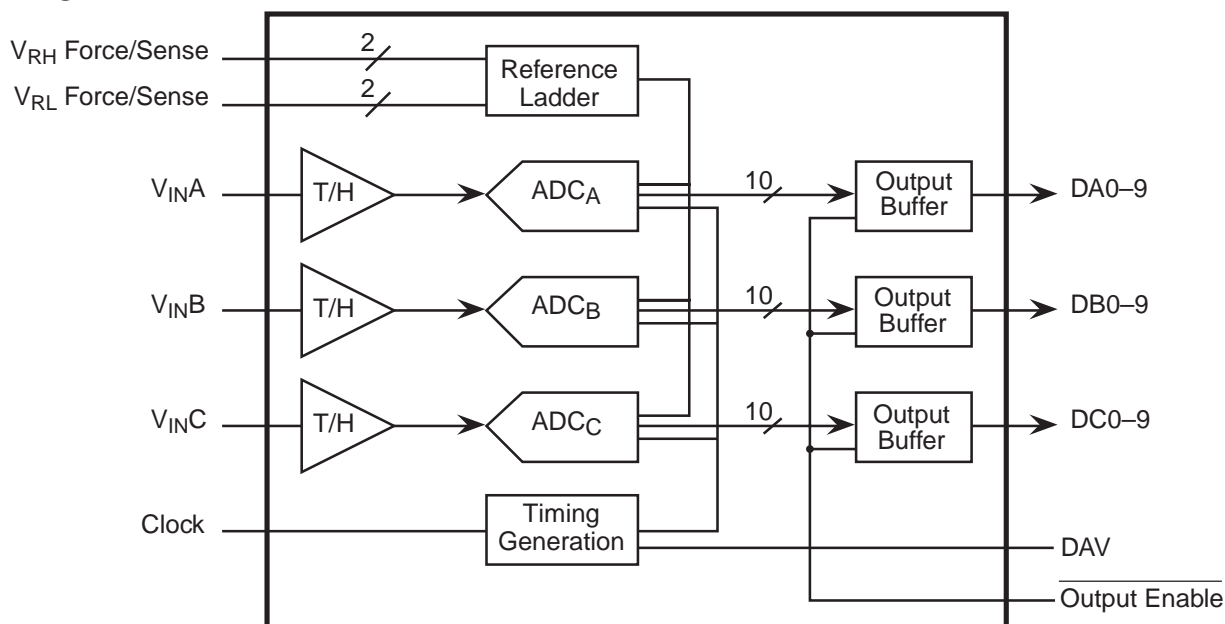 VRH Force/Sense
2
Reference
Ladder
VRL Force/Sense
2
VINA
T/H
ADCA
10
Output
Buffer
DA0–9
VINB
T/H
ADCB
10
Output
Buffer
DB0–9
VINC
T/H
ADCC
10
Output
Buffer
DC0–9
Clock
Timing
Generation
DAV
Output Enable